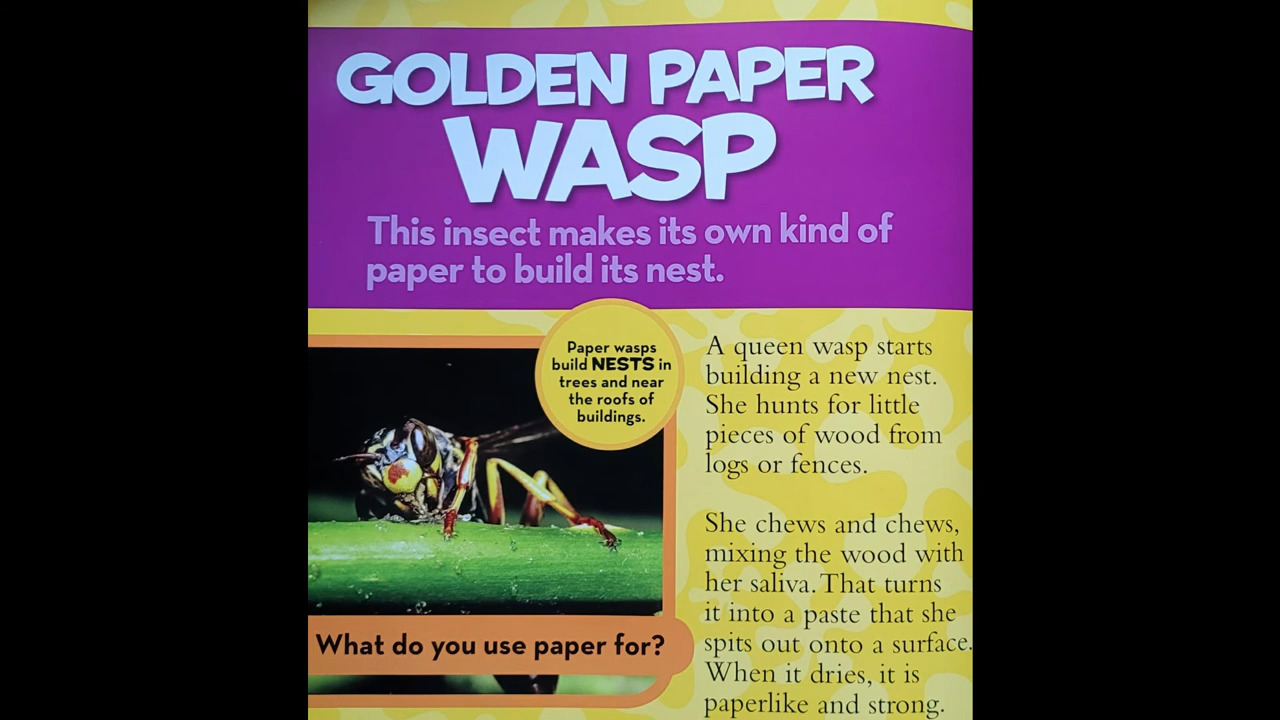 GOLDEN PAPER
WASP
This insect makes its own kind of
paper to build its nest.
Paper wasps
build NESTS in
trees and near
the roofs of
buildings.
What do you use paper for?
A queen wasp starts
building a new nest.
She hunts for little
pieces of wood from
logs or fences.
She chews and chews,
mixing the wood with
her saliva. That turns
it into a paste that she
spits out onto a surface.
When it dries, it is
paperlike and strong.